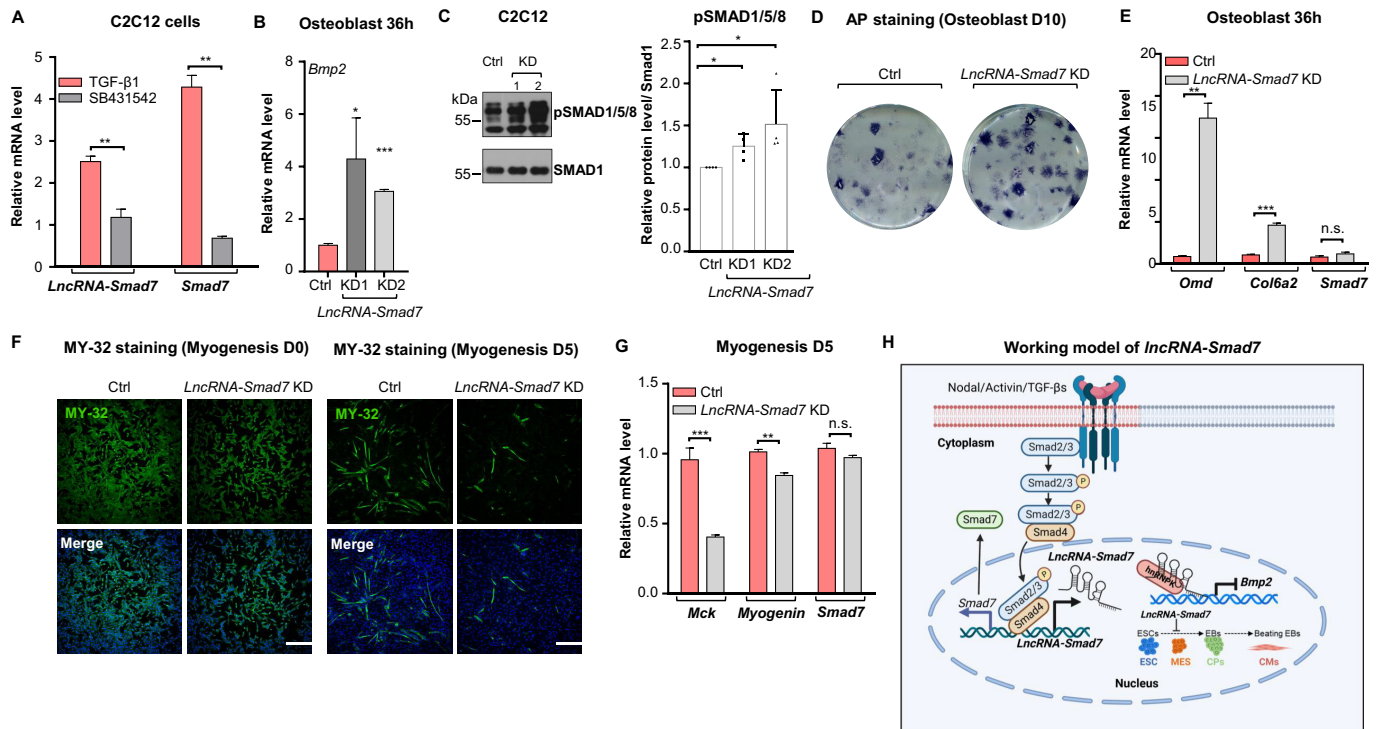 A
C2C12 cells
Relative mRNA level
5
4
3
2
1
0
TGF-β1
SB431542
**
**
LncRNA-Smad7
Smad7
B
Osteoblast 36h
Bmp2
Relative mRNA level
8
6
4
2
0
*
***
Ctrl
KD1
KD2
LncRNA-Smad7
C
C2C12
Ctrl
KD
1
2
kDa
55
pSMAD1/5/8
55
SMAD1
pSMAD1/5/8
Relative protein level/ Smad1
2.5
2.0
1.5
1.0
0.5
0.0
*
*
Ctrl
KD1
KD2
LncRNA-Smad7
D
AP staining (Osteoblast D10)
Ctrl
LncRNA-Smad7 KD
E
Osteoblast 36h
Relative mRNA level
20
15
10
5
0
Ctrl
LncRNA-Smad7 KD
**
***
n.s.
Omd
Col6a2
Smad7
F
MY-32 staining (Myogenesis D0)
Ctrl
LncRNA-Smad7 KD
MY-32
Merge
MY-32 staining (Myogenesis D5)
Ctrl
LncRNA-Smad7 KD
MY-32
Merge
G
Myogenesis D5
Relative mRNA level
1.5
1.0
0.5
0.0
Ctrl
LncRNA-Smad7 KD
***
**
n.s.
Mck
Myogenin
Smad7
H
Working model of lncRNA-Smad7
Nodal/Activin/TGF-βs
Cytoplasm
Smad2/3
Smad2/3
P
Smad2/3
P
Smad4
Smad7
LncRNA-Smad7
Smad7
Smad2/3
P
Smad4
LncRNA-Smad7
hnRNPK
Bmp2
LncRNA-Smad7
ESCs
EBs
Beating EBs
ESC
MES
CPs
CMs
Nucleus